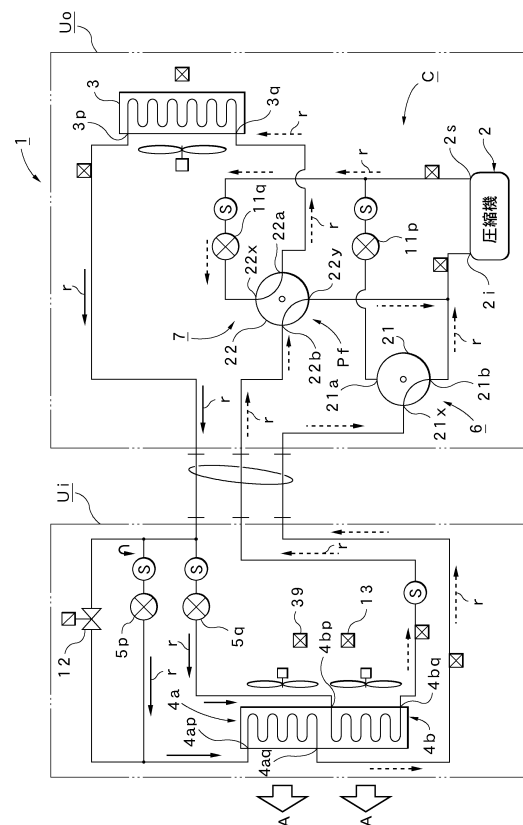 Uo
1
3
3p
3q
r
C
r
r
2s
2
圧縮機
2i
S
11q
S
11p
22a
22x
22y
22
7
Pf
22b
r
r
21
21a
21b
21x
6
r
r
r
Ui
S
5p
S
5q
12
r
r
39
13
r
S
r
4a
4ap
4aq
4bp
4bq
4b
A
A